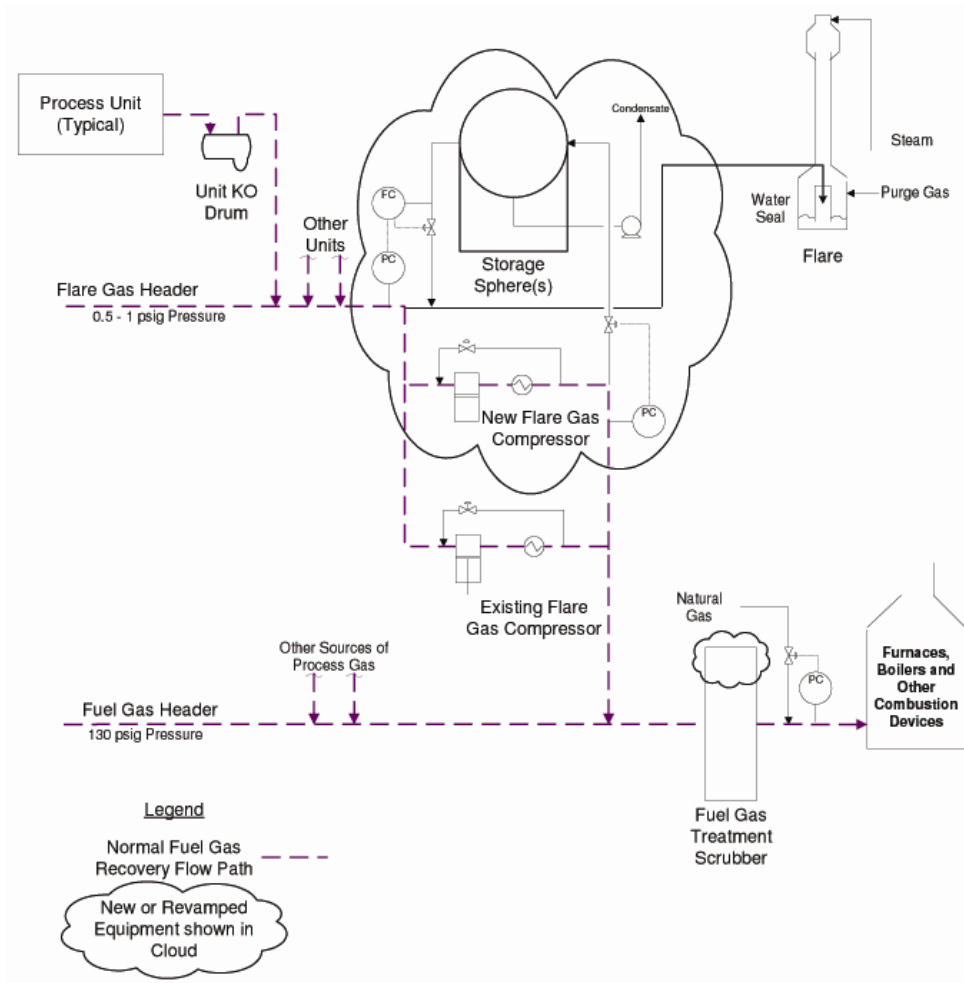 Process Unit
(Typical)
Unit KO
Drum
Other
Units
Flare Gas Header
0.5 - 1 psig Pressure
FC
PC
Condensate
Storage
Sphere(s)
Steam
Water
Seal
Purge Gas
Flare
New Flare Gas
Compressor
PC
Existing Flare
Gas Compressor
Natural
Gas
Other Sources of
Process Gas
PC
Furnaces,
Boilers and
Other
Combustion
Devices
Fuel Gas Header
130 psig Pressure
Fuel Gas
Treatment
Scrubber
Legend
Normal Fuel Gas
Recovery Flow Path
New or Revamped
Equipment shown in
Cloud